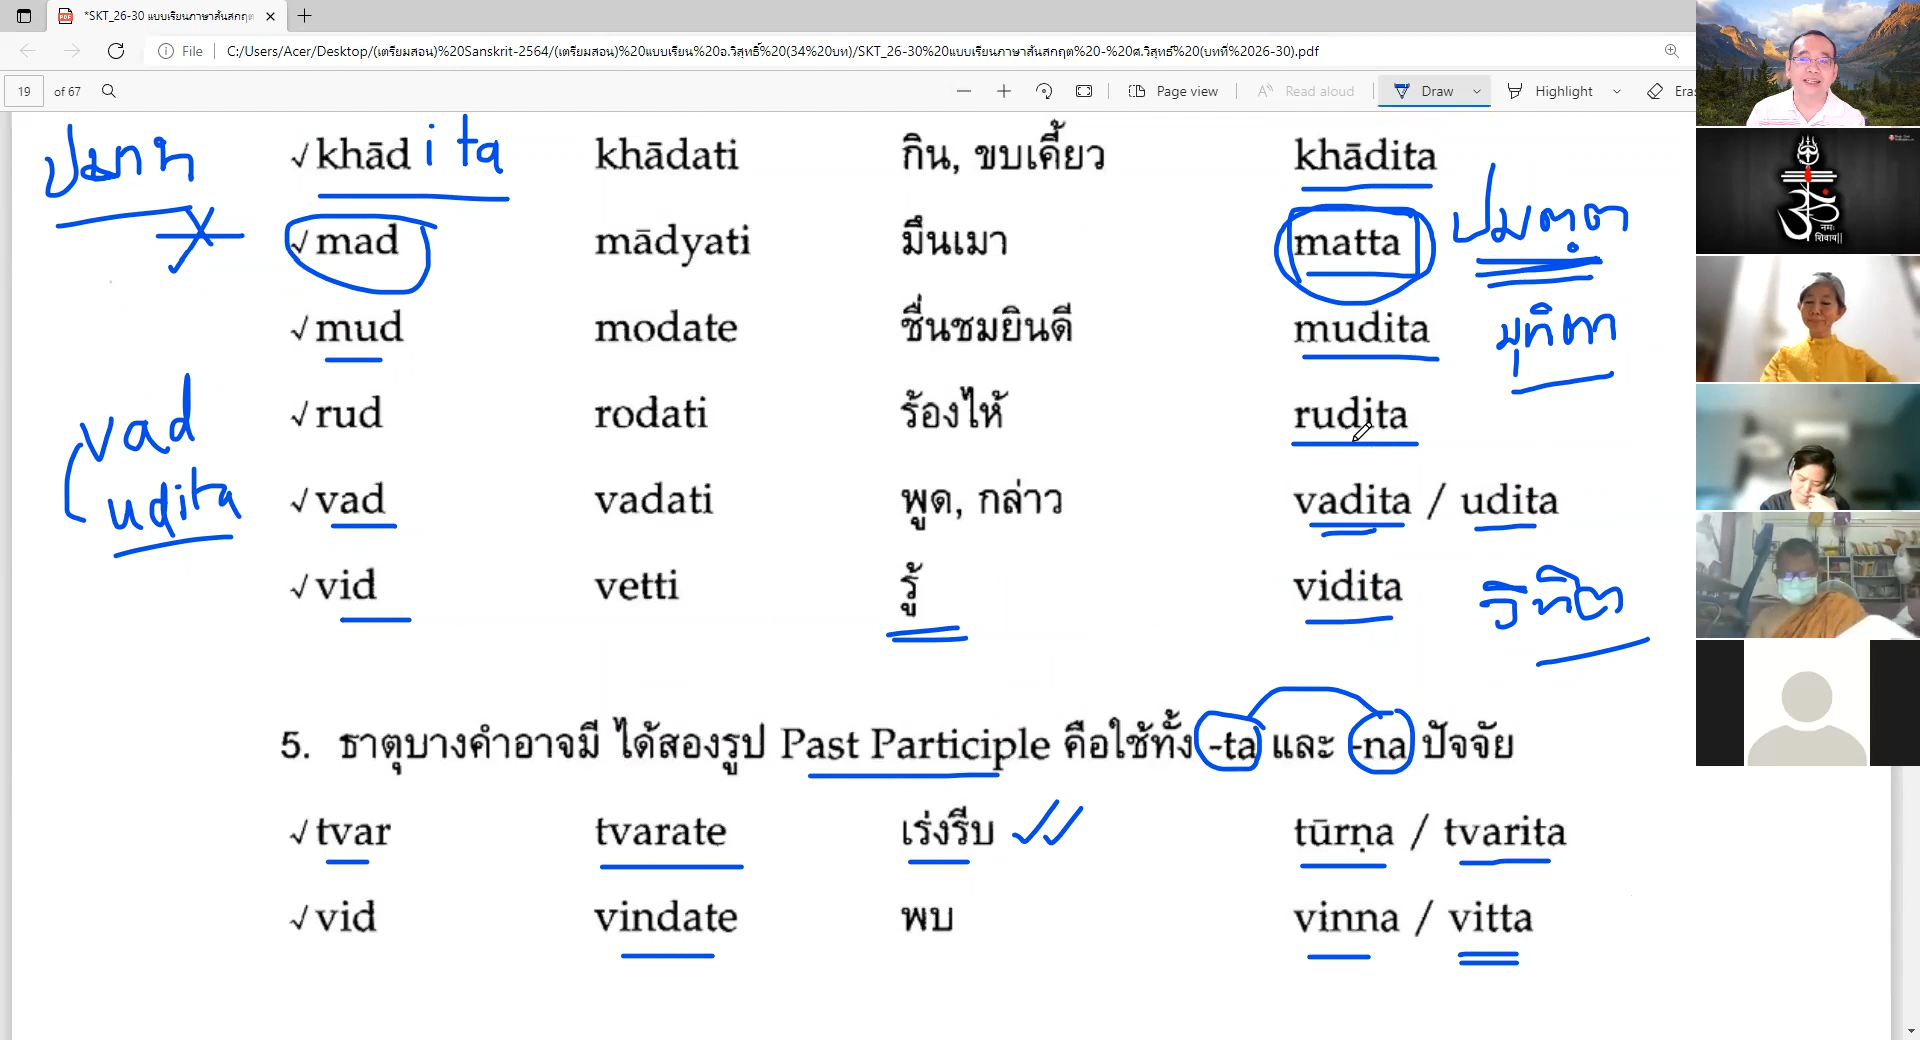 *SKT_26-30 แบบเรียนภาษาสันสกฤต
File C:/Users/Acer/Desktop/(เตรียมสอน)%20Sanskrit-2564/(เตรียมสอน)%20แบบเรียน%20อ.วิสุทธิ์%20(34%20บท)/SKT_26-30%20แบบเรียนภาษาสันสกฤต%20-%20ศ.วิสุทธ์%20(บทที่%2026-30).pdf
19 of 67 Page view Read aloud Draw Highlight Eras
√ khād i ta khādati กิน, ขบเคี้ยว khādita
√ mad mādyati มึนเมา matta ปมตฺต
√ mud modate ชื่นชมยินดี mudita มุทิตา
√ rud rodati ร้องไห้ rudita
vad
√ vad vadati พูด, กล่าว vadita / udita
udita
√ vid vetti รู้ vidita วิทิต
5. ธาตุบางคำอาจมี ได้สองรูป Past Participle คือใช้ทั้ง -ta และ -na ปัจจัย
√ tvar tvarate เร่งรีบ tūrṇa / tvarita
√ vid vindate พบ vinna / vitta
नमः
शिवाय||